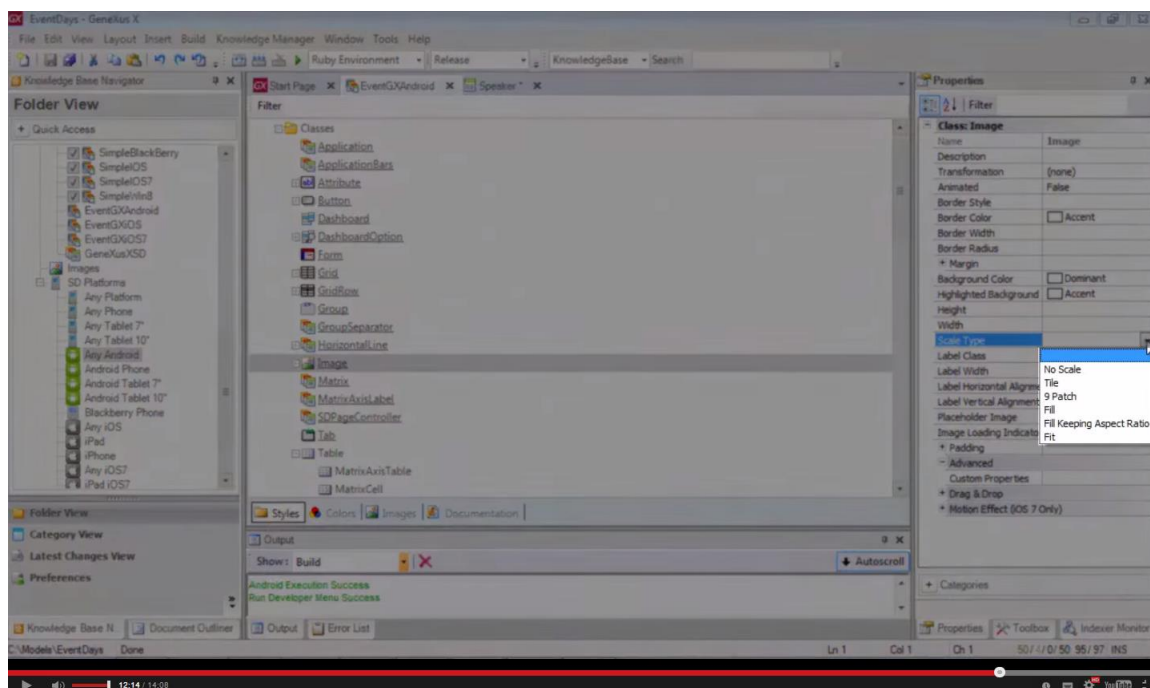 EventDays - GeneXus X
File Edit View Layout Insert Build Knowledge Manager Window Tools Help
Ruby Environment Release KnowledgeBase Search
Knowledge Base Navigator
Folder View
Quick Access
SimpleBlackBerry
SimpleIOS
SimpleIOS7
SimpleWin8
EventGXAndroid
EventGXiOS
EventGXiOS7
GeneXusXSD
Images
SD Platforms
Any Platform
Any Phone
Any Tablet 7"
Any Tablet 10"
Any Android
Android Phone
Android Tablet 7"
Android Tablet 10"
Blackberry Phone
Any iOS
iPad
iPhone
Any iOS7
iPad iOS7
Folder View
Category View
Latest Changes View
Preferences
Knowledge Base N... Document Outliner
Start Page EventGXAndroid Speaker *
Filter
Classes
Application
ApplicationBars
Attribute
Button
Dashboard
DashboardOption
Form
Grid
GridRow
Group
GroupSeparator
HorizontalLine
Image
Matrix
MatrixAxisLabel
SDPageController
Tab
Table
MatrixAxisTable
MatrixCell
Styles Colors Images Documentation
Output
Show: Build Autoscroll
Android Execution Success
Run Developer Menu Success
Output Error List
Properties
Filter
Class: Image
Name Image
Description
Transformation (none)
Animated False
Border Style
Border Color Accent
Border Width
Border Radius
Margin
Background Color Dominant
Highlighted Background Accent
Height
Width
Scale Type
Label Class
Label Width
Label Horizontal Alignme
Label Vertical Alignment
Placeholder Image
Image Loading Indicato
Padding
Advanced
Custom Properties
Drag & Drop
Motion Effect (iOS 7 Only)
No Scale
Tile
9 Patch
Fill
Fill Keeping Aspect Ratio
Fit
Categories
Properties Toolbox Indexer Monitor
C:\Models\EventDays Done Ln 1 Col 1 Ch 1 INS
12:14 / 14:08 YouTube